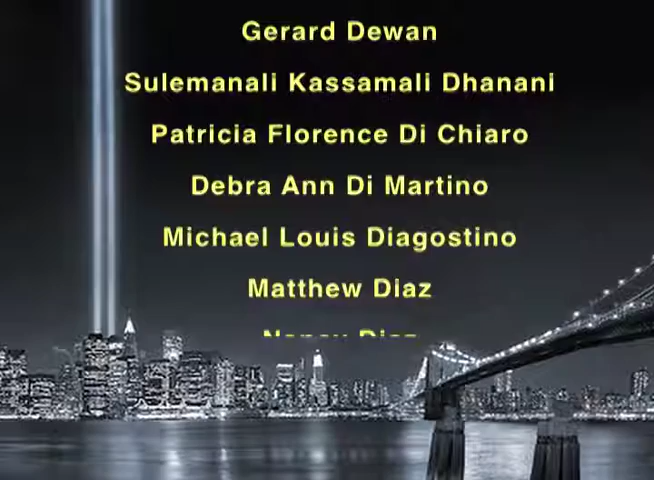 Gerard Dewan
Sulemanali Kassamali Dhanani
Patricia Florence Di Chiaro
Debra Ann Di Martino
Michael Louis Diagostino
Matthew Diaz